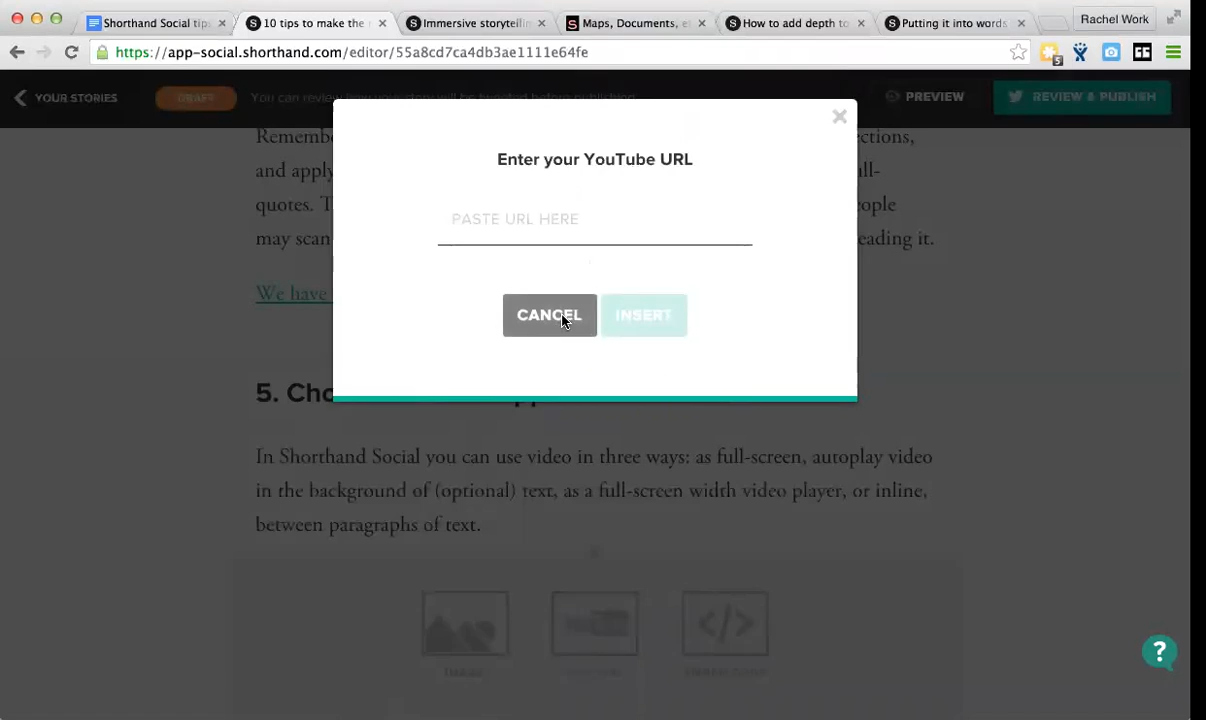 Shorthand Social tips
10 tips to make the
Immersive storytellin
Maps, Documents, e
How to add depth to
Putting it into words
Rachel Work
https://app-social.shorthand.com/editor/55a8cd7ca4db3ae1111e64fe
5
YOUR STORIES
DRAFT
You can review how your story will be tweeted before publishing
PREVIEW
REVIEW & PUBLISH
Rememb
ctions,
and apply
ull-
quotes. T
eople
may scan
eading it.
We have
Enter your YouTube URL
PASTE URL HERE
CANCEL
INSERT
5. Cho
In Shorthand Social you can use video in three ways: as full-screen, autoplay video
in the background of (optional) text, as a full-screen width video player, or inline,
between paragraphs of text.
?